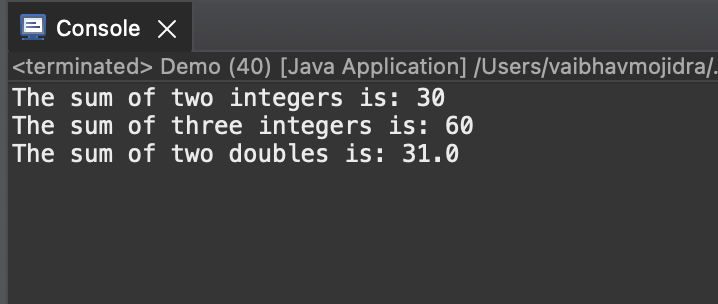 Console
<terminated> Demo (40) [Java Application] /Users/vaibhavmojidra/.
The sum of two integers is: 30
The sum of three integers is: 60
The sum of two doubles is: 31.0